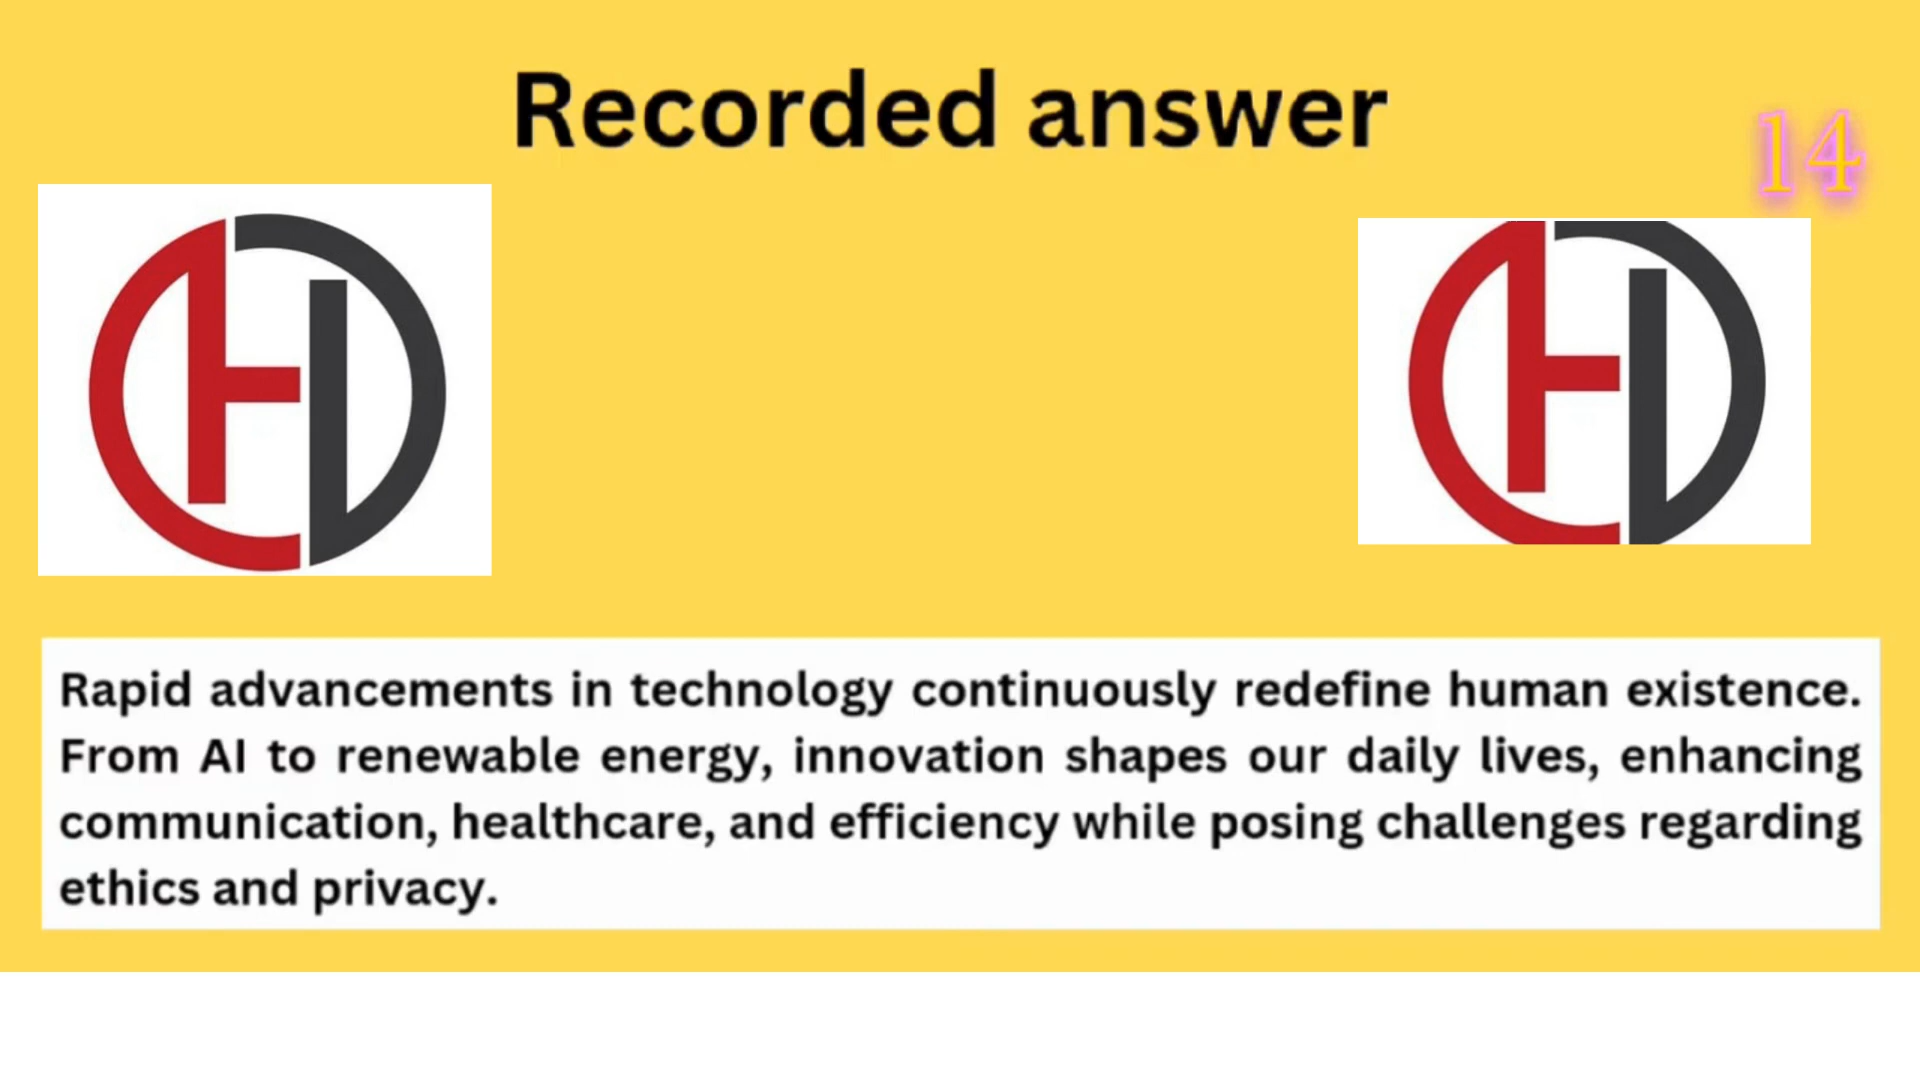 Recorded answer
14
Rapid advancements in technology continuously redefine human existence.
From AI to renewable energy, innovation shapes our daily lives, enhancing
communication, healthcare, and efficiency while posing challenges regarding
ethics and privacy.